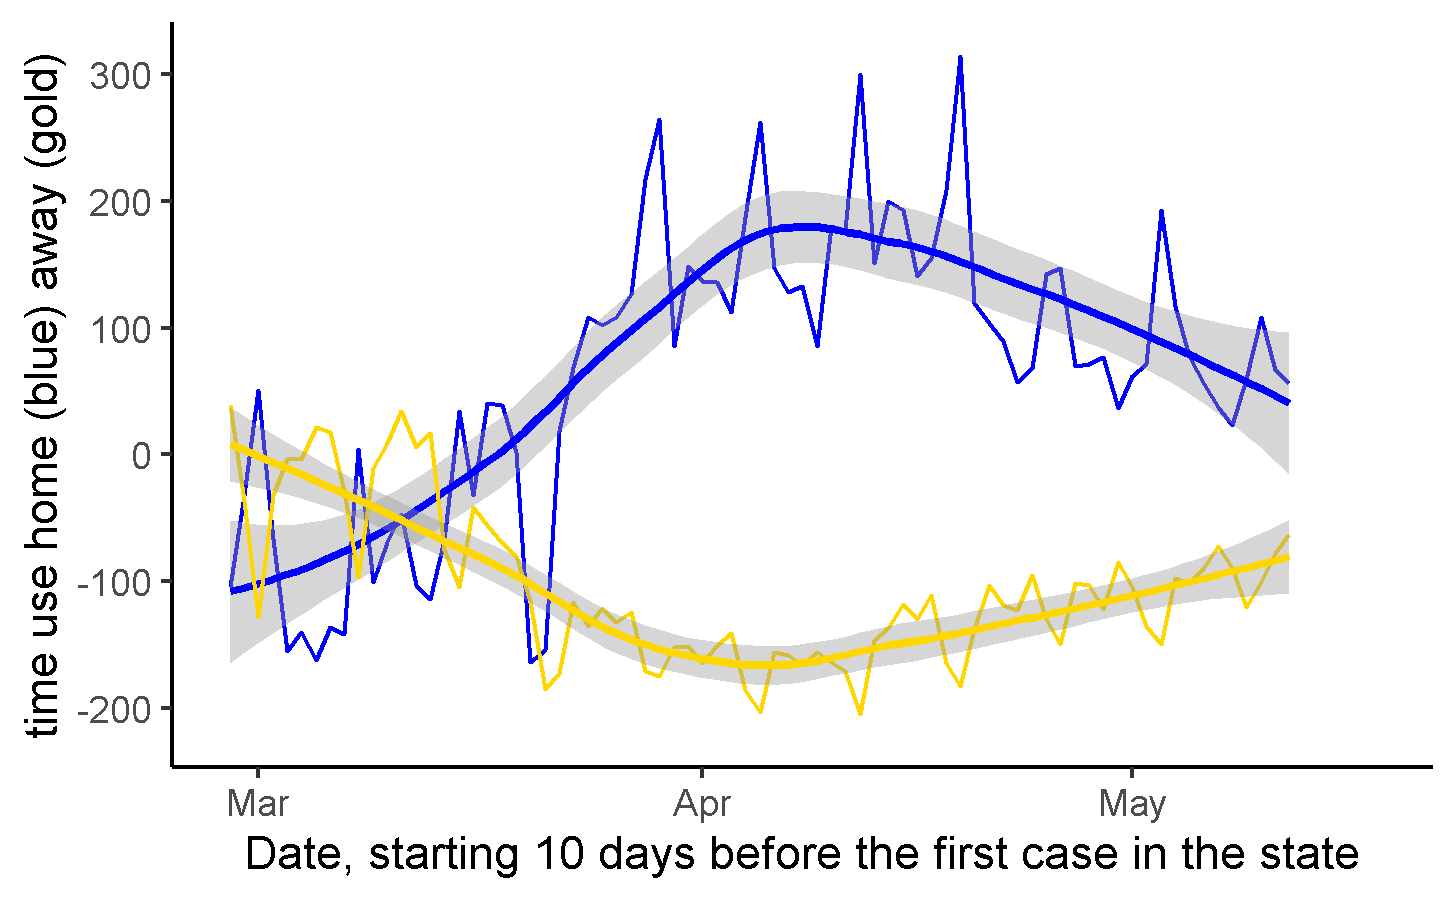 time use home (blue) away (gold)
300
200
100
0
-100
-200
Mar
Apr
May
Date, starting 10 days before the first case in the state